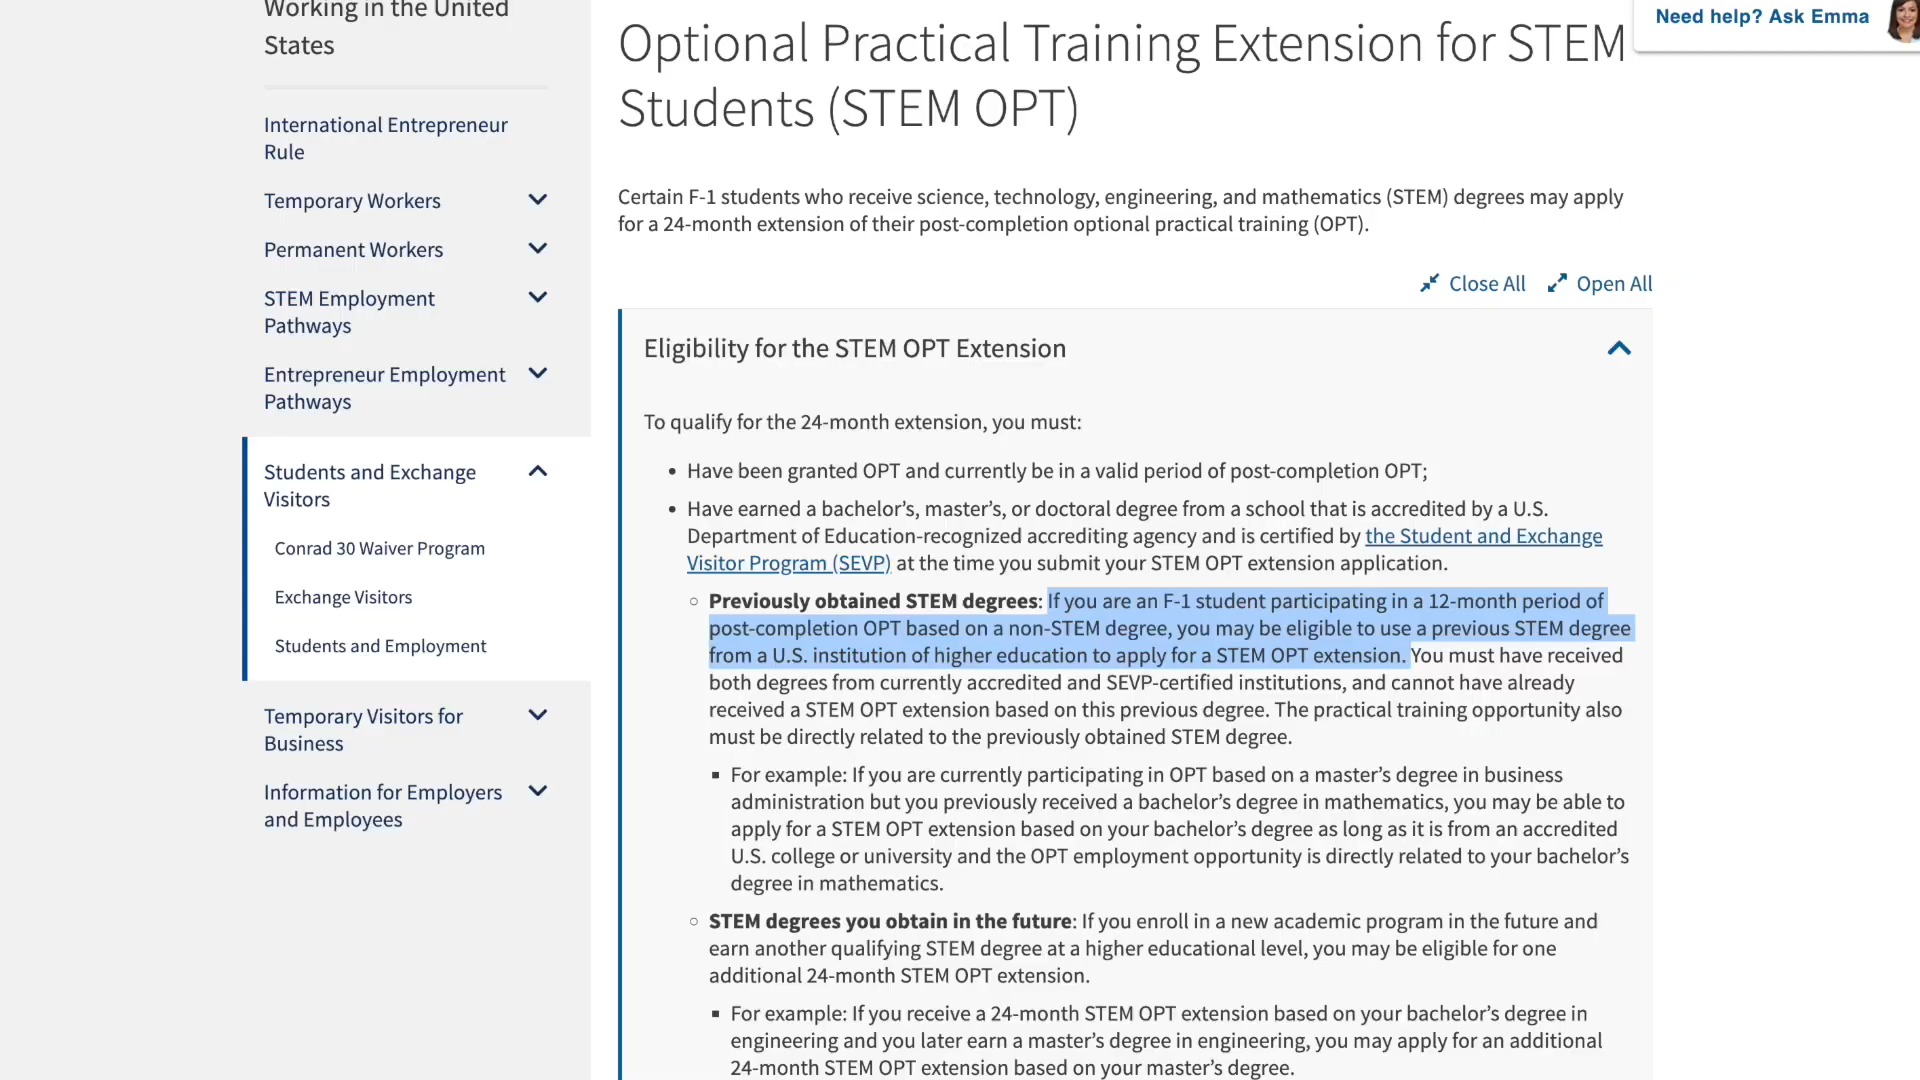 Working in the United
States
International Entrepreneur
Rule
Temporary Workers
Permanent Workers
STEM Employment
Pathways
Entrepreneur Employment
Pathways
Students and Exchange
Visitors
Conrad 30 Waiver Program
Exchange Visitors
Students and Employment
Temporary Visitors for
Business
Information for Employers
and Employees
Need help? Ask Emma
Optional Practical Training Extension for STEM
Students (STEM OPT)
Certain F-1 students who receive science, technology, engineering, and mathematics (STEM) degrees may apply
for a 24-month extension of their post-completion optional practical training (OPT).
Close All Open All
Eligibility for the STEM OPT Extension
To qualify for the 24-month extension, you must:
• Have been granted OPT and currently be in a valid period of post-completion OPT;
• Have earned a bachelor’s, master’s, or doctoral degree from a school that is accredited by a U.S.
Department of Education-recognized accrediting agency and is certified by the Student and Exchange
Visitor Program (SEVP) at the time you submit your STEM OPT extension application.
○ Previously obtained STEM degrees: If you are an F-1 student participating in a 12-month period of
post-completion OPT based on a non-STEM degree, you may be eligible to use a previous STEM degree
from a U.S. institution of higher education to apply for a STEM OPT extension. You must have received
both degrees from currently accredited and SEVP-certified institutions, and cannot have already
received a STEM OPT extension based on this previous degree. The practical training opportunity also
must be directly related to the previously obtained STEM degree.
▪ For example: If you are currently participating in OPT based on a master’s degree in business
administration but you previously received a bachelor’s degree in mathematics, you may be able to
apply for a STEM OPT extension based on your bachelor’s degree as long as it is from an accredited
U.S. college or university and the OPT employment opportunity is directly related to your bachelor’s
degree in mathematics.
○ STEM degrees you obtain in the future: If you enroll in a new academic program in the future and
earn another qualifying STEM degree at a higher educational level, you may be eligible for one
additional 24-month STEM OPT extension.
▪ For example: If you receive a 24-month STEM OPT extension based on your bachelor’s degree in
engineering and you later earn a master’s degree in engineering, you may apply for an additional
24-month STEM OPT extension based on your master’s degree.